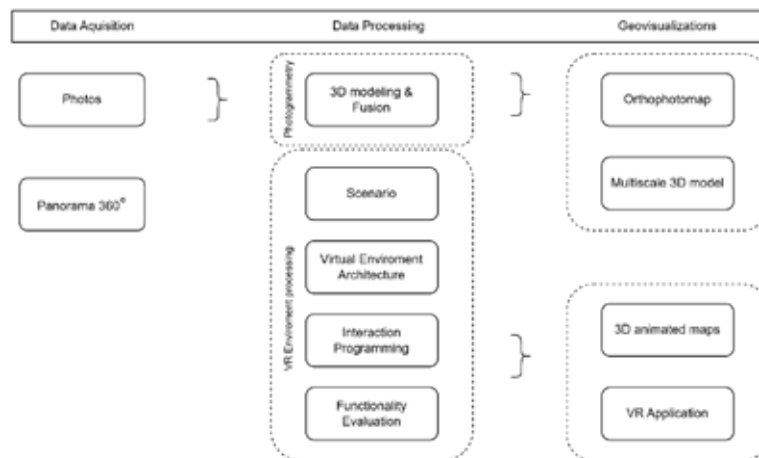 Data Aquisition
Data Processing
Geovisualizations
Photos
Photogrammetry
3D modeling &
Fusion
Orthophotomap
Panorama 360°
Multiscale 3D model
VR Enviroment processing
Scenario
Virtual Enviroment
Architecture
Interaction
Programming
Functionality
Evaluation
3D animated maps
VR Application